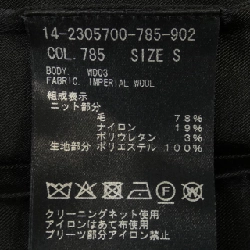 14-2305700-785-902
COL. 785 SIZE S
BODY. WD03
FABRIC. IMPERIAL WOOL
組成表示
ニット部分
毛 78%
ナイロン 19%
ポリウレタン 3%
生地部分 ポリエステル 100%
クリーニングネット使用
アイロンはあて布使用
プリーツ部分アイロン禁止